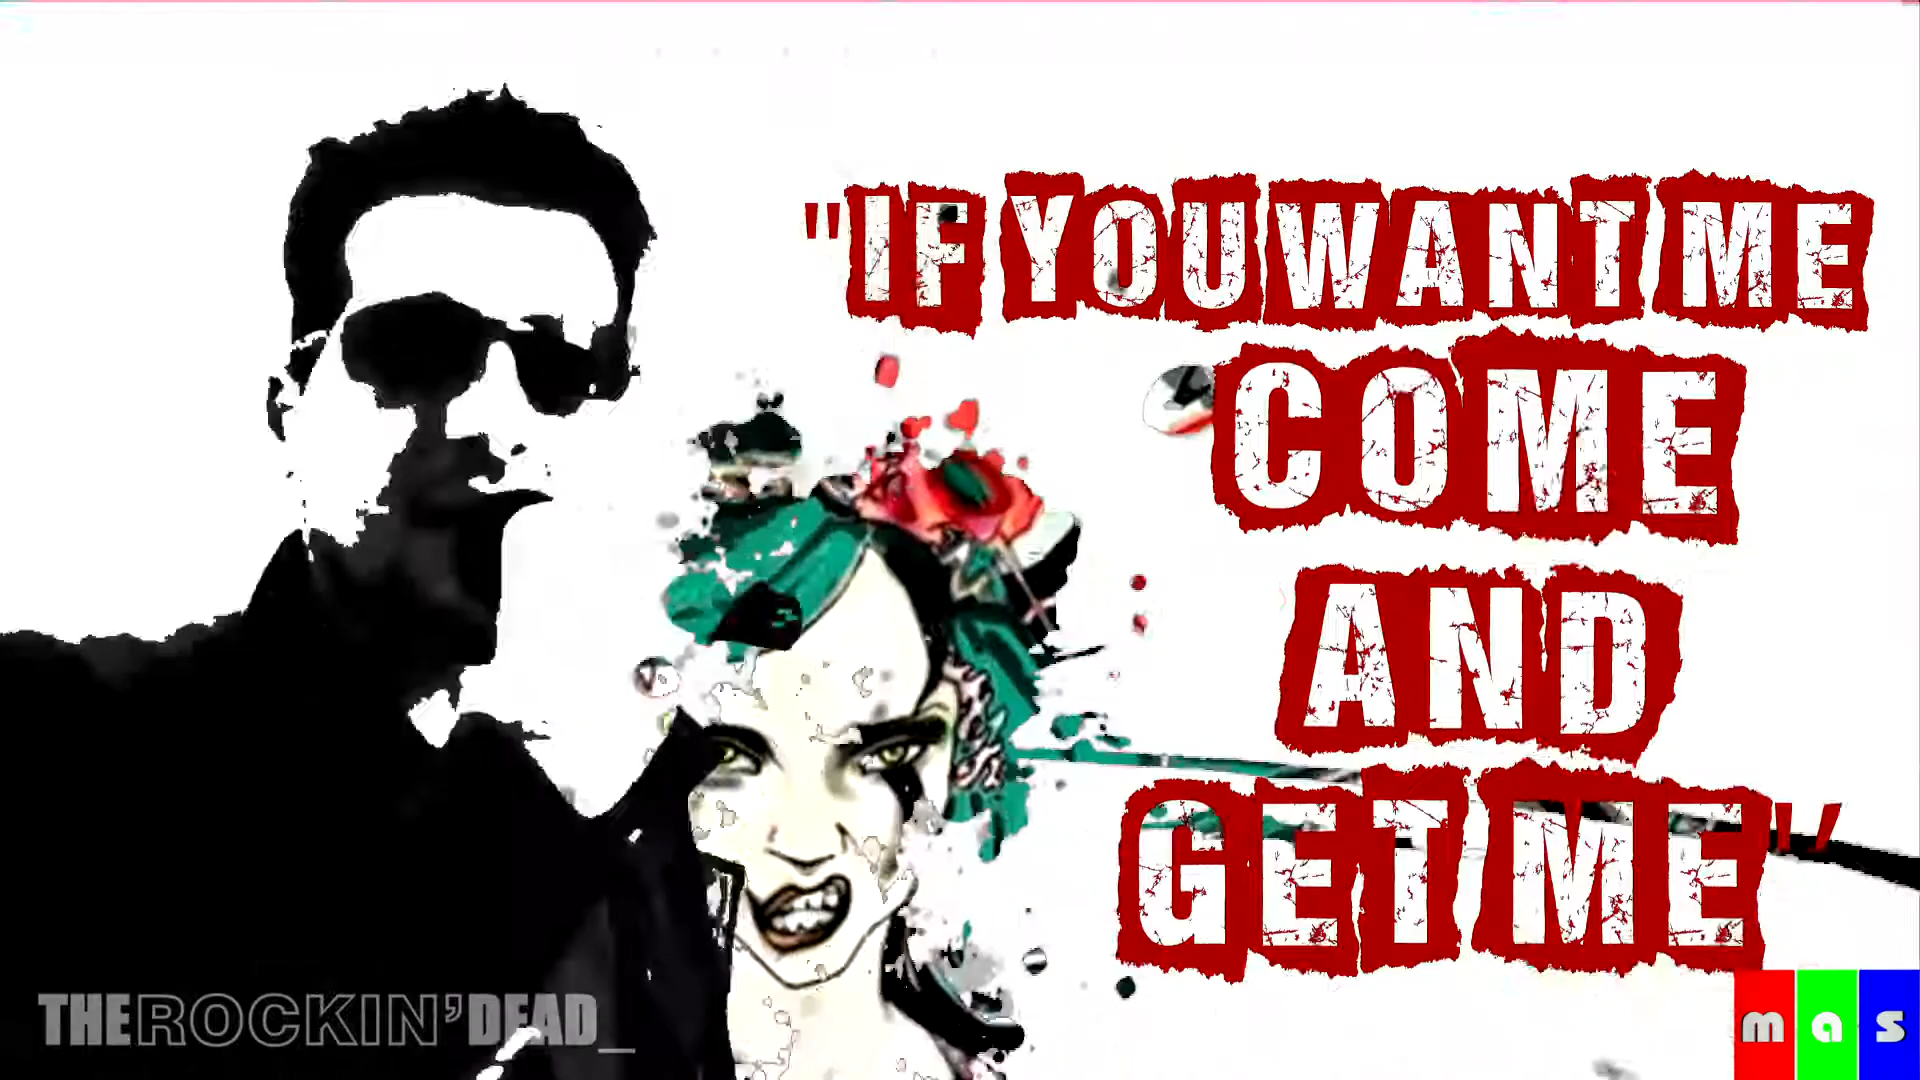 "IF YOU WANT ME
COME
AND
GET ME"
THEROCKIN'DEAD_
mas